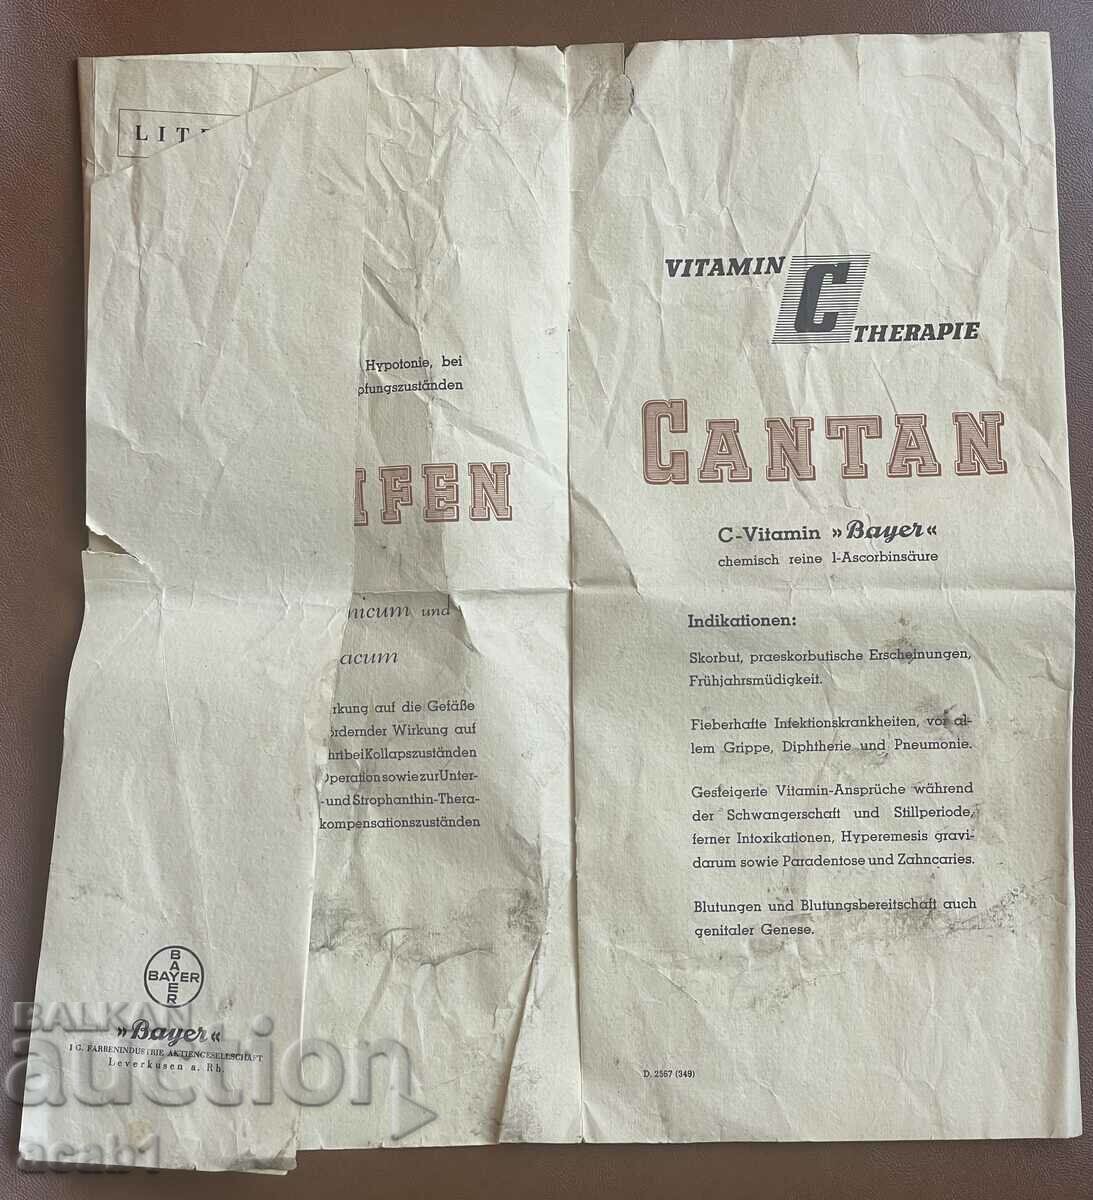 LIT
Hypotonie, bei
pfungszuständen
IFEN
nicum und
acum
rkung auf die Gefäße
ördernder Wirkung auf
hrt bei Kollapszuständen
Operation sowie zur Unter-
- und Strophanthin-Thera-
kompensationszuständen
BAYER
BAYER
»Bayer«
I G. FARBENINDUSTRIE AKTIENGESELLSCHAFT
Leverkusen a. Rh.
VITAMIN
C
THERAPIE
CANTAN
C-Vitamin »Bayer«
chemisch reine l-Ascorbinsäure
Indikationen:
Skorbut, praeskorbutische Erscheinungen,
Frühjahrsmüdigkeit.
Fieberhafte Infektionskrankheiten, vor al-
lem Grippe, Diphtherie und Pneumonie.
Gesteigerte Vitamin-Ansprüche während
der Schwangerschaft und Stillperiode,
ferner Intoxikationen, Hyperemesis gravi-
darum sowie Paradentose und Zahncaries.
Blutungen und Blutungsbereitschaft auch
genitaler Genese.
D. 2567 (349)
BALKAN
auction
acab1